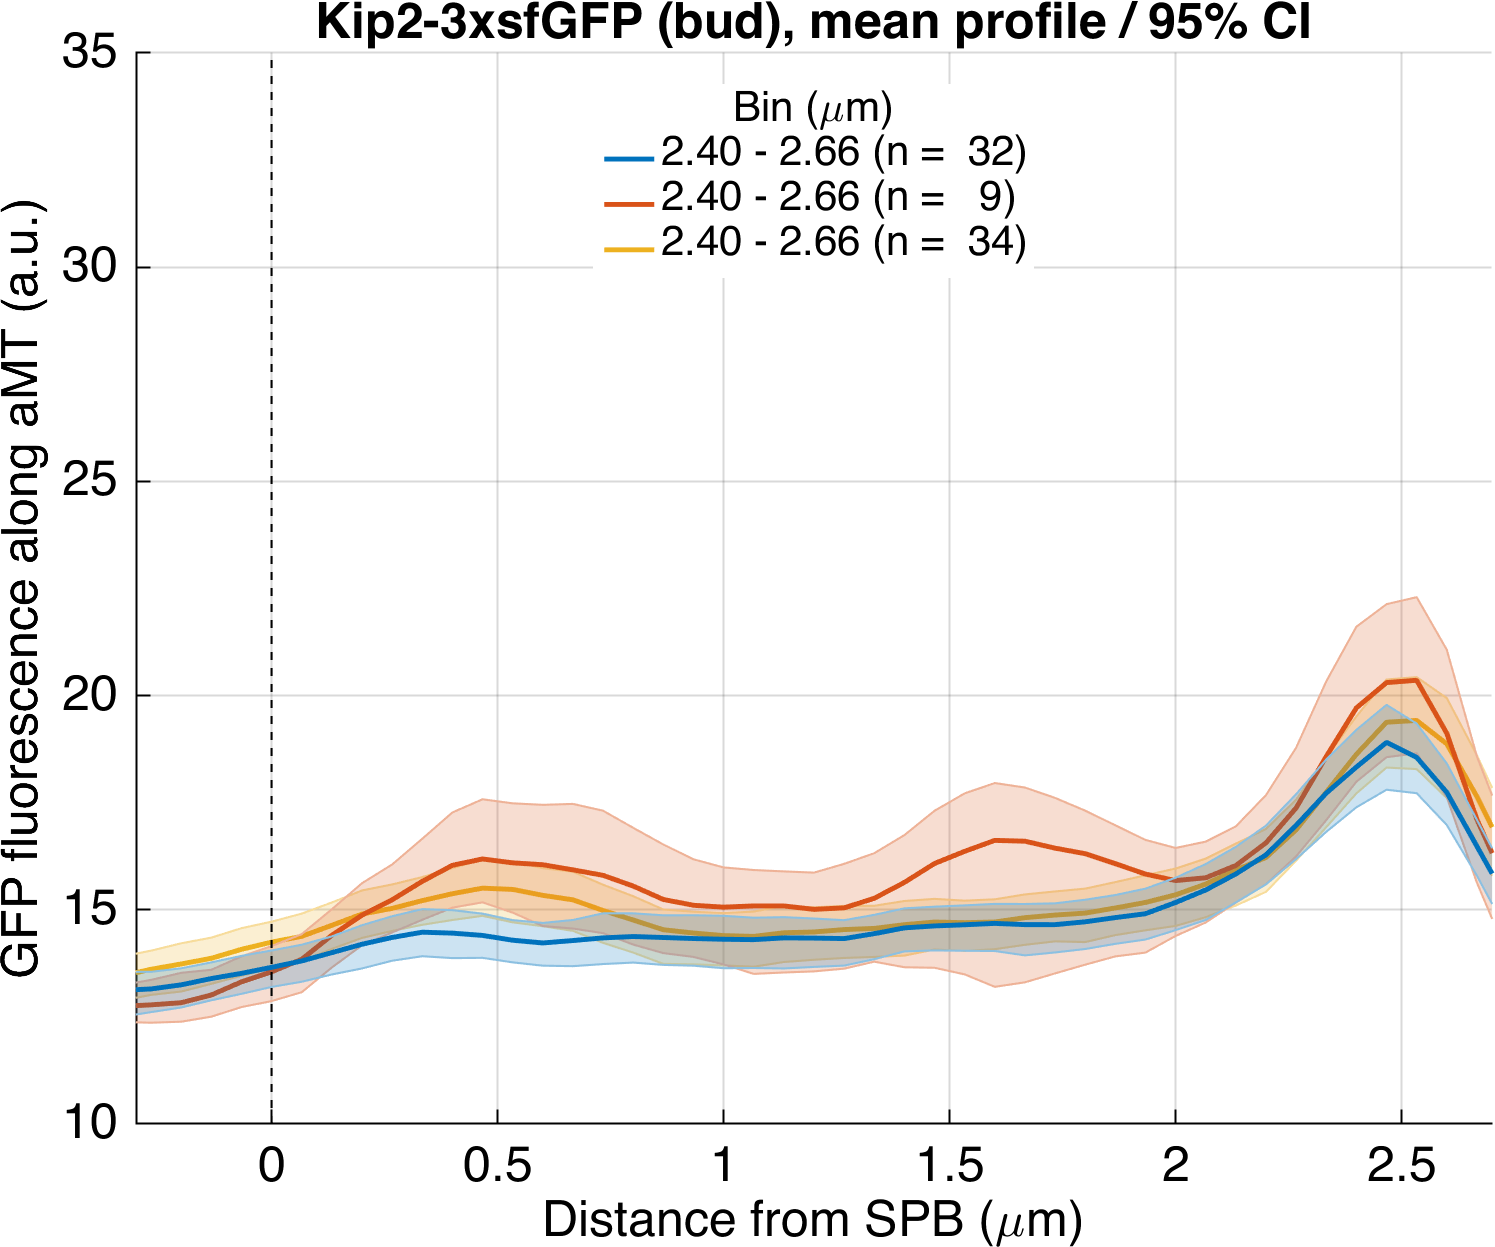 Kip2-3xsfGFP (bud), mean profile / 95% CI
GFP fluorescence along aMT (a.u.)
35
30
25
20
15
10
Bin (μm)
2.40 - 2.66 (n = 32)
2.40 - 2.66 (n = 9)
2.40 - 2.66 (n = 34)
0 0.5 1 1.5 2 2.5
Distance from SPB (μm)